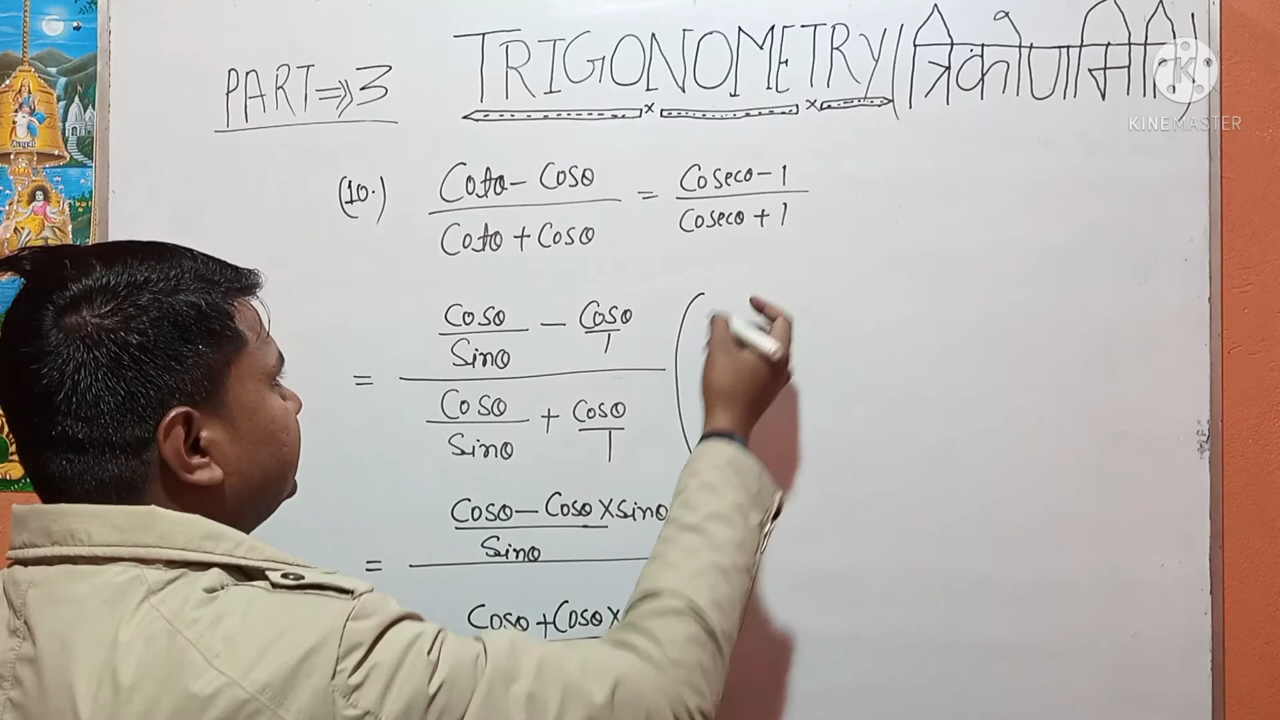 PART⇒3
TRIGONOMETRY(त्रिकोणमिति)
KINEMASTER
(10.) Cotθ - Cosθ / Cotθ + Cosθ = Cosecθ - 1 / Cosecθ + 1
= Cosθ/Sinθ - Cosθ/1
Cosθ/Sinθ + Cosθ/1
= Cosθ - Cosθ × Sinθ / Sinθ
Cosθ + Cosθ ×